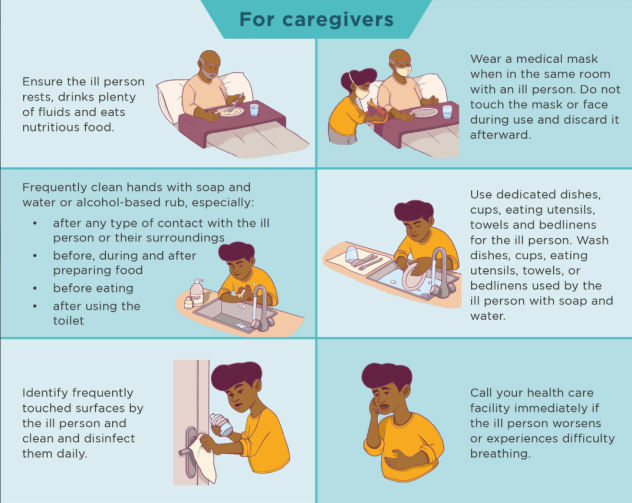 For caregivers
Ensure the ill person
rests, drinks plenty
of fluids and eats
nutritious food.
Wear a medical mask
when in the same room
with an ill person. Do not
touch the mask or face
during use and discard it
afterward.
Frequently clean hands with soap and
water or alcohol-based rub, especially:
• after any type of contact with the ill
person or their surroundings
• before, during and after
preparing food
• before eating
• after using the
toilet
Use dedicated dishes,
cups, eating utensils,
towels and bedlinens
for the ill person. Wash
dishes, cups, eating
utensils, towels, or
bedlinens used by the
ill person with soap and
water.
Identify frequently
touched surfaces by
the ill person and
clean and disinfect
them daily.
Call your health care
facility immediately if
the ill person worsens
or experiences difficulty
breathing.